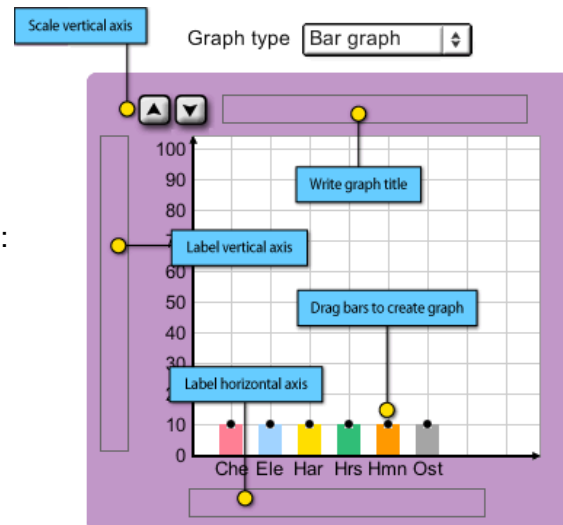 Scale vertical axis
Graph type Bar graph
100
Write graph title
90
80
:
Label vertical axis
60
50
Drag bars to create graph
40
30
Label horizontal axis
10
0
Che Ele Har Hrs Hmn Ost